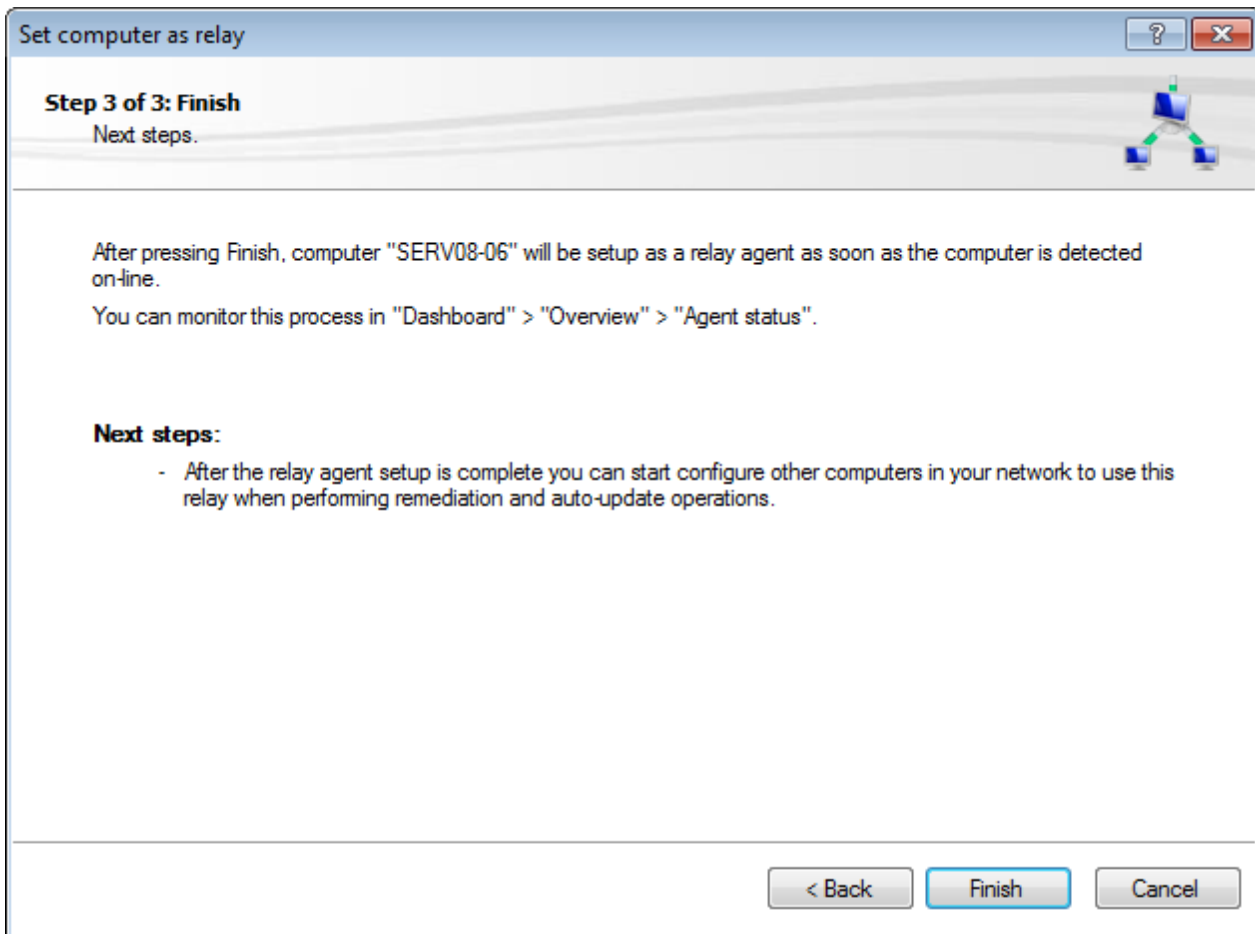 Set computer as relay
Step 3 of 3: Finish
Next steps.
After pressing Finish, computer "SERV08-06" will be setup as a relay agent as soon as the computer is detected
on-line.
You can monitor this process in "Dashboard" > "Overview" > "Agent status".
Next steps:
- After the relay agent setup is complete you can start configure other computers in your network to use this
relay when performing remediation and auto-update operations.
< Back
Finish
Cancel